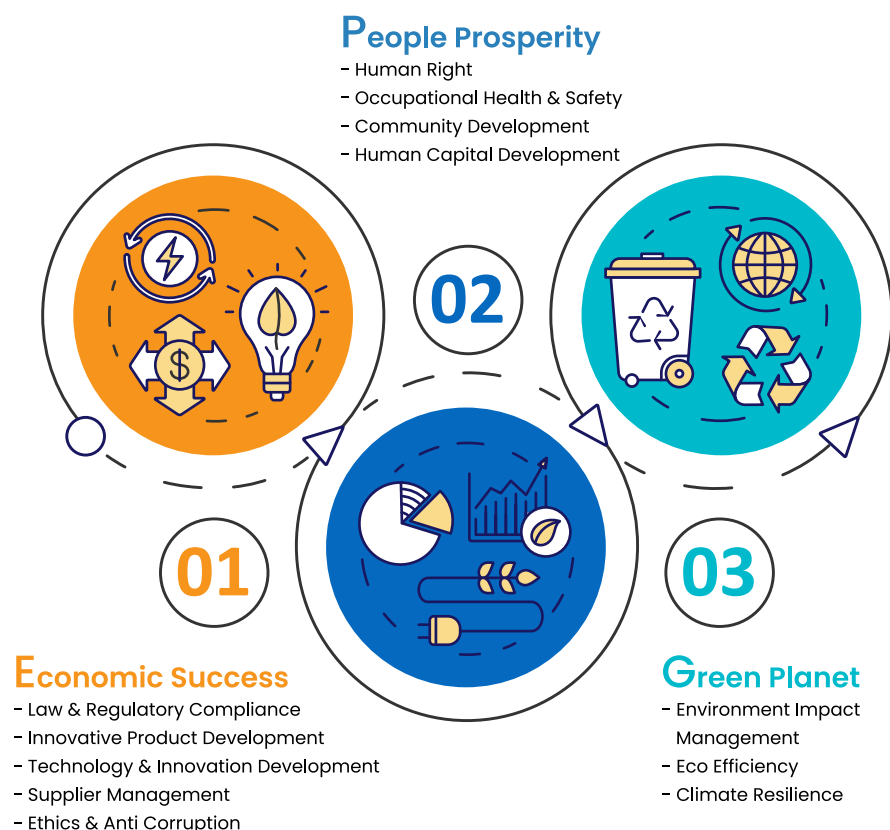 People Prosperity
- Human Right
- Occupational Health & Safety
- Community Development
- Human Capital Development
02
$
01
03
Economic Success
- Law & Regulatory Compliance
- Innovative Product Development
- Technology & Innovation Development
- Supplier Management
- Ethics & Anti Corruption
Green Planet
- Environment Impact
Management
- Eco Efficiency
- Climate Resilience